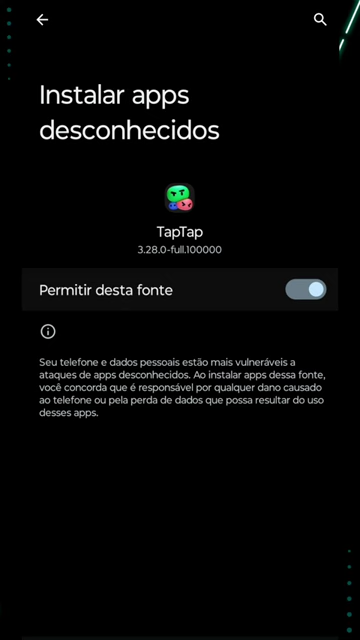 Instalar apps
desconhecidos
TapTap
3.28.0-full.100000
Permitir desta fonte
Seu telefone e dados pessoais estão mais vulneráveis a
ataques de apps desconhecidos. Ao instalar apps dessa fonte,
você concorda que é responsável por qualquer dano causado
ao telefone ou pela perda de dados que possa resultar do uso
desses apps.